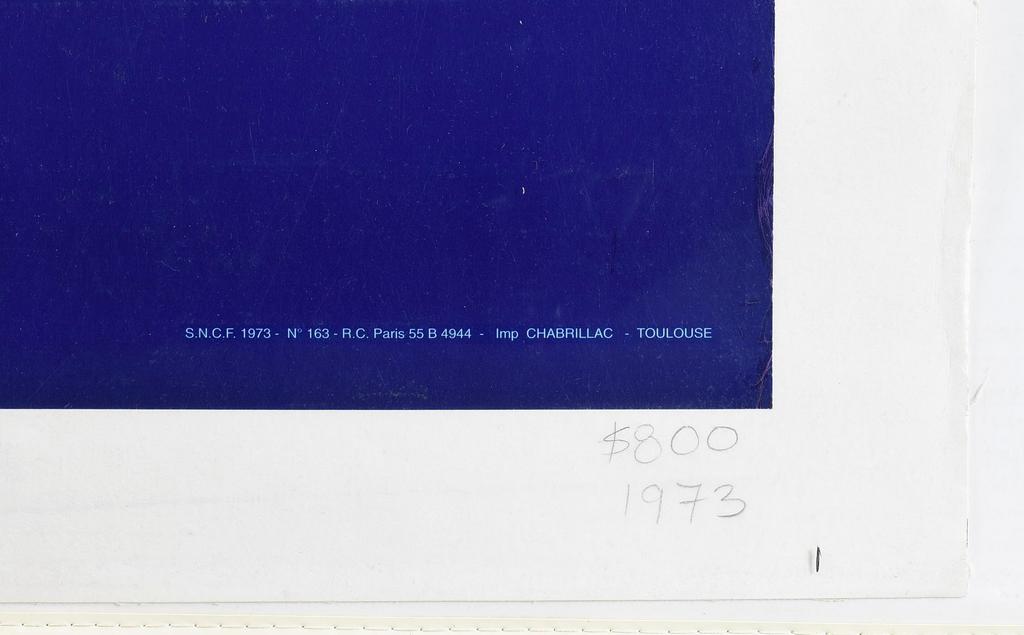 S.N.C.F. 1973 - N° 163 - R.C. Paris 55 B 4944 - Imp CHABRILLAC - TOULOUSE
$800
1973